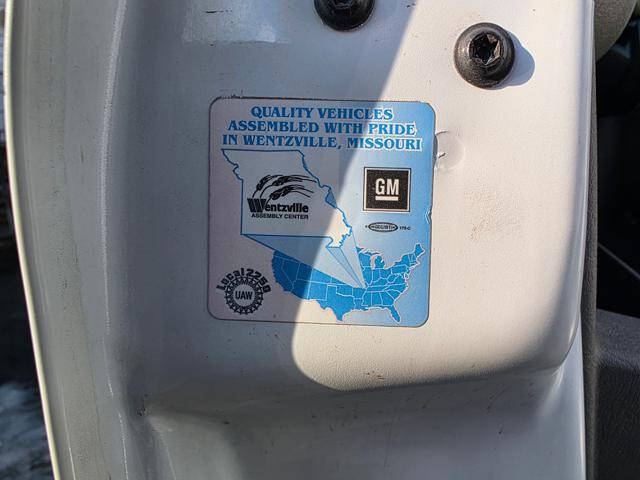 QUALITY VEHICLES
ASSEMBLED WITH PRIDE
IN WENTZVILLE, MISSOURI
GM
Wentzville
ASSEMBLY CENTER
Local 2250
UAW